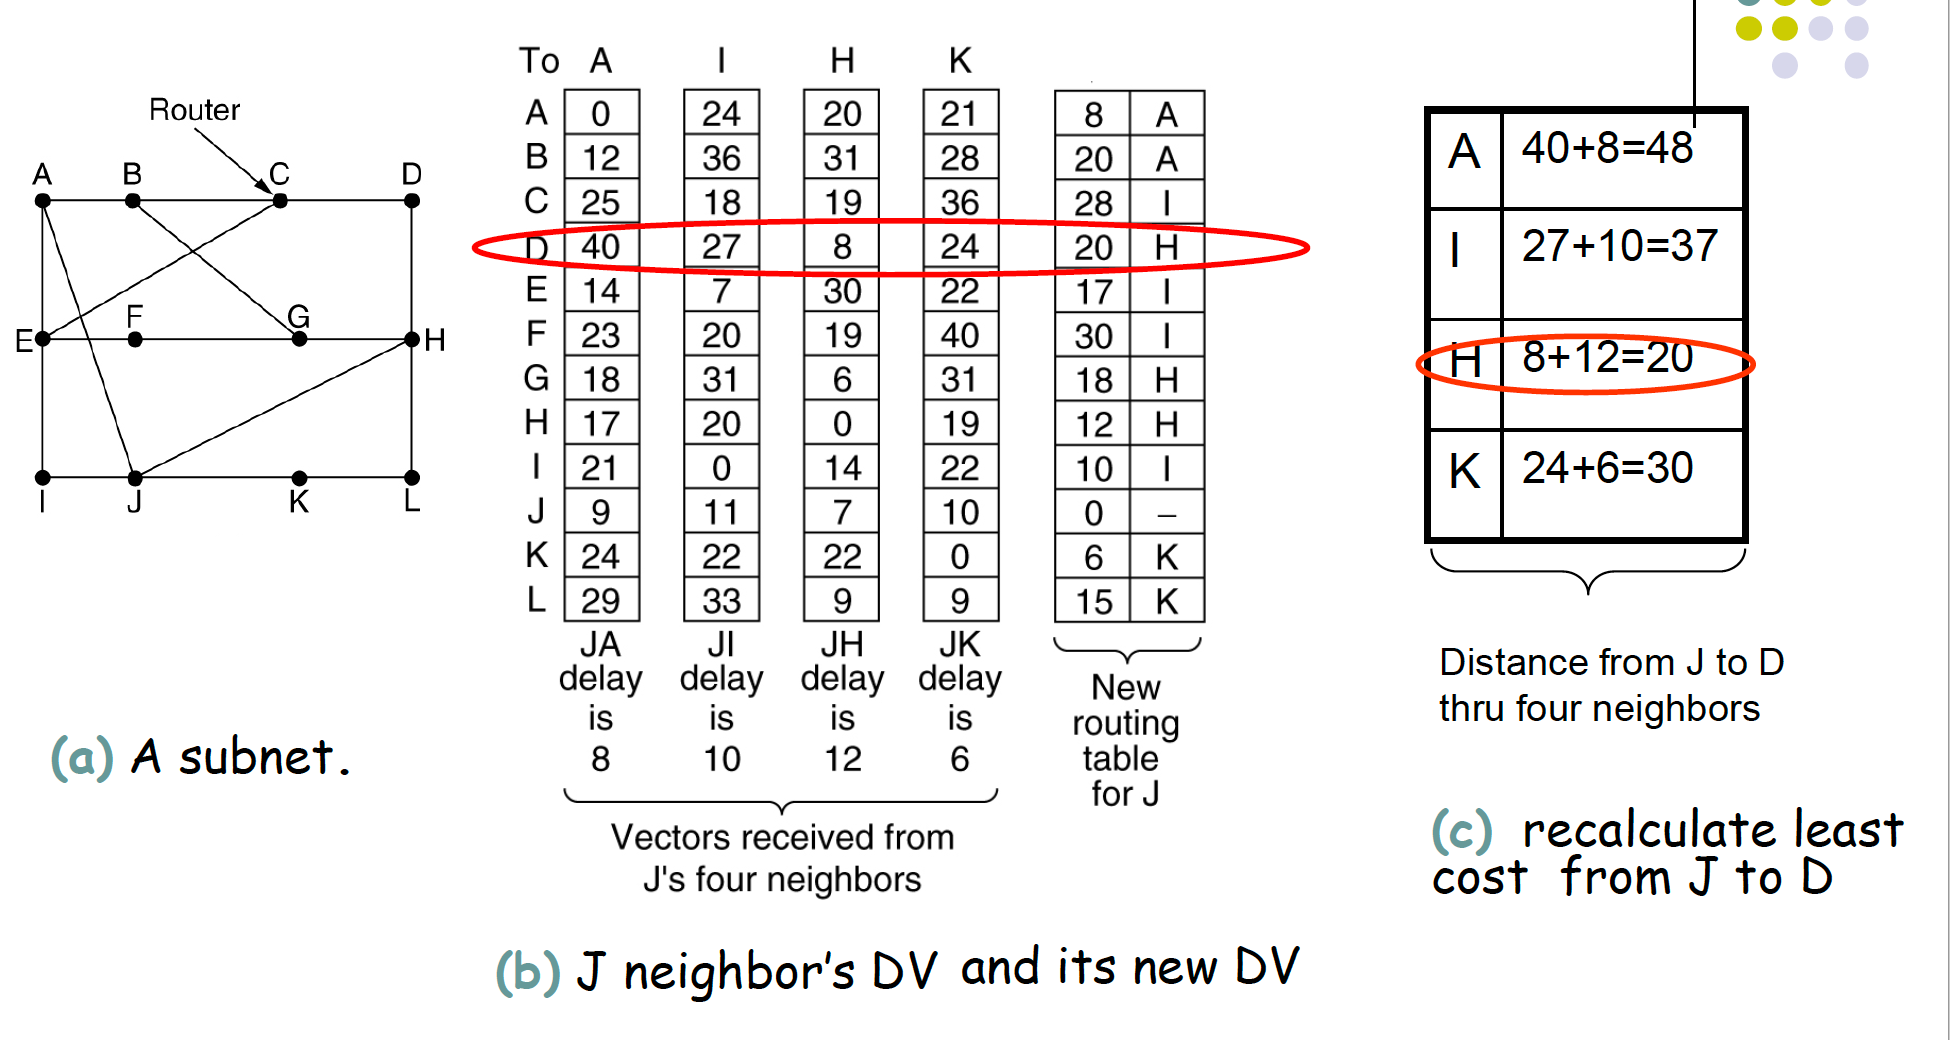 Router
A B C D
E F G H
I J K L
(a) A subnet.
To A I H K
A 0 24 20 21 8 A
B 12 36 31 28 20 A
C 25 18 19 36 28 I
D 40 27 8 24 20 H
E 14 7 30 22 17 I
F 23 20 19 40 30 I
G 18 31 6 31 18 H
H 17 20 0 19 12 H
I 21 0 14 22 10 I
J 9 11 7 10 0 –
K 24 22 22 0 6 K
L 29 33 9 9 15 K
JA JI JH JK
delay delay delay delay
is is is is
8 10 12 6
Vectors received from
J's four neighbors
New
routing
table
for J
(b) J neighbor's DV and its new DV
A 40+8=48
I 27+10=37
H 8+12=20
K 24+6=30
Distance from J to D
thru four neighbors
(c) recalculate least
cost from J to D